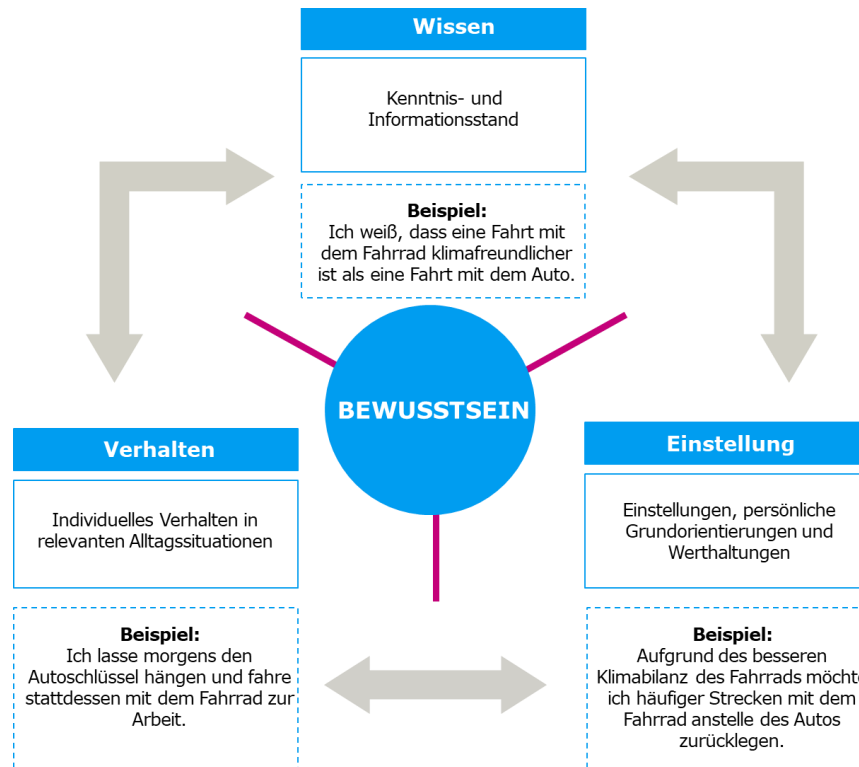 Wissen
Kenntnis- und
Informationsstand
Beispiel:
Ich weiß, dass eine Fahrt mit
dem Fahrrad klimafreundlicher
ist als eine Fahrt mit dem Auto.
BEWUSSTSEIN
Verhalten
Individuelles Verhalten in
relevanten Alltagssituationen
Beispiel:
Ich lasse morgens den
Autoschlüssel hängen und fahre
stattdessen mit dem Fahrrad zur
Arbeit.
Einstellung
Einstellungen, persönliche
Grundorientierungen und
Werthaltungen
Beispiel:
Aufgrund des besseren
Klimabilanz des Fahrrads möchte
ich häufiger Strecken mit dem
Fahrrad anstelle des Autos
zurücklegen.